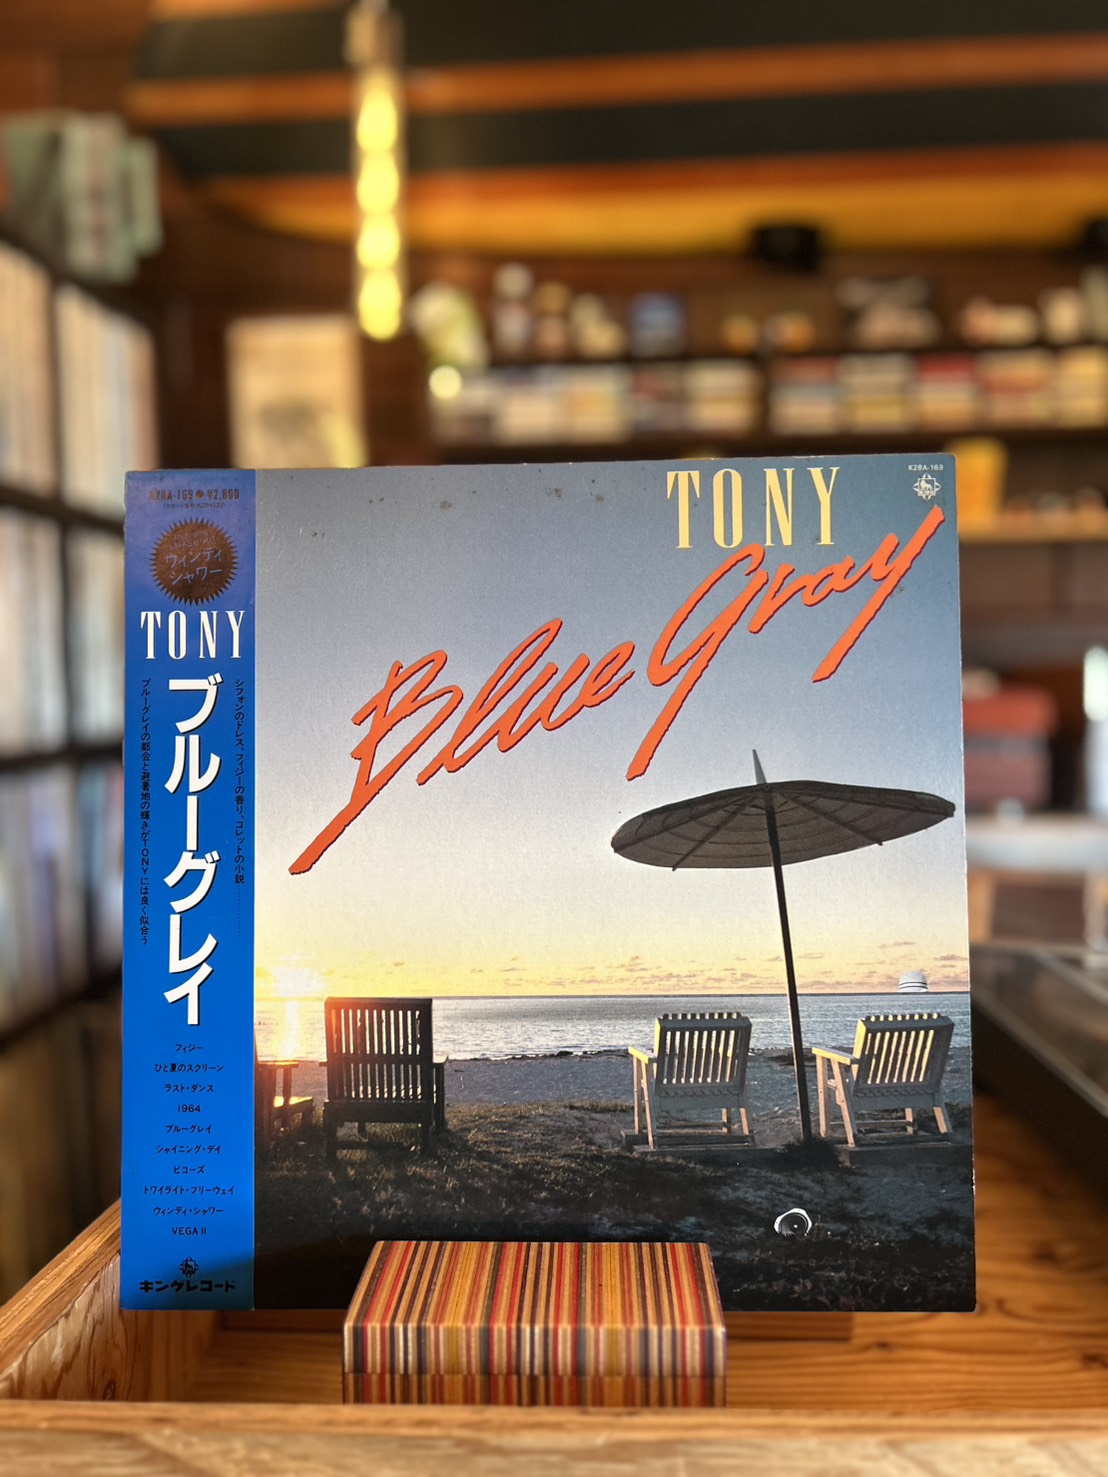 K28A-169 ● ¥2,800
ウィンディ
シャワー
TONY
ブルーグレイ
シフォンのドレス、フィジーの香り、コレットの小説…………
ブルーグレイの都会と避暑地の輝きがTONYには良く似合う
フィジー
ひと夏のスクリーン
ラスト・ダンス
1964
ブルーグレイ
シャイニング・デイ
ビコーズ
トワイライト・フリーウェイ
ウィンディ・シャワー
VEGA II
キングレコード
TONY
Blue Gray
K28A-169